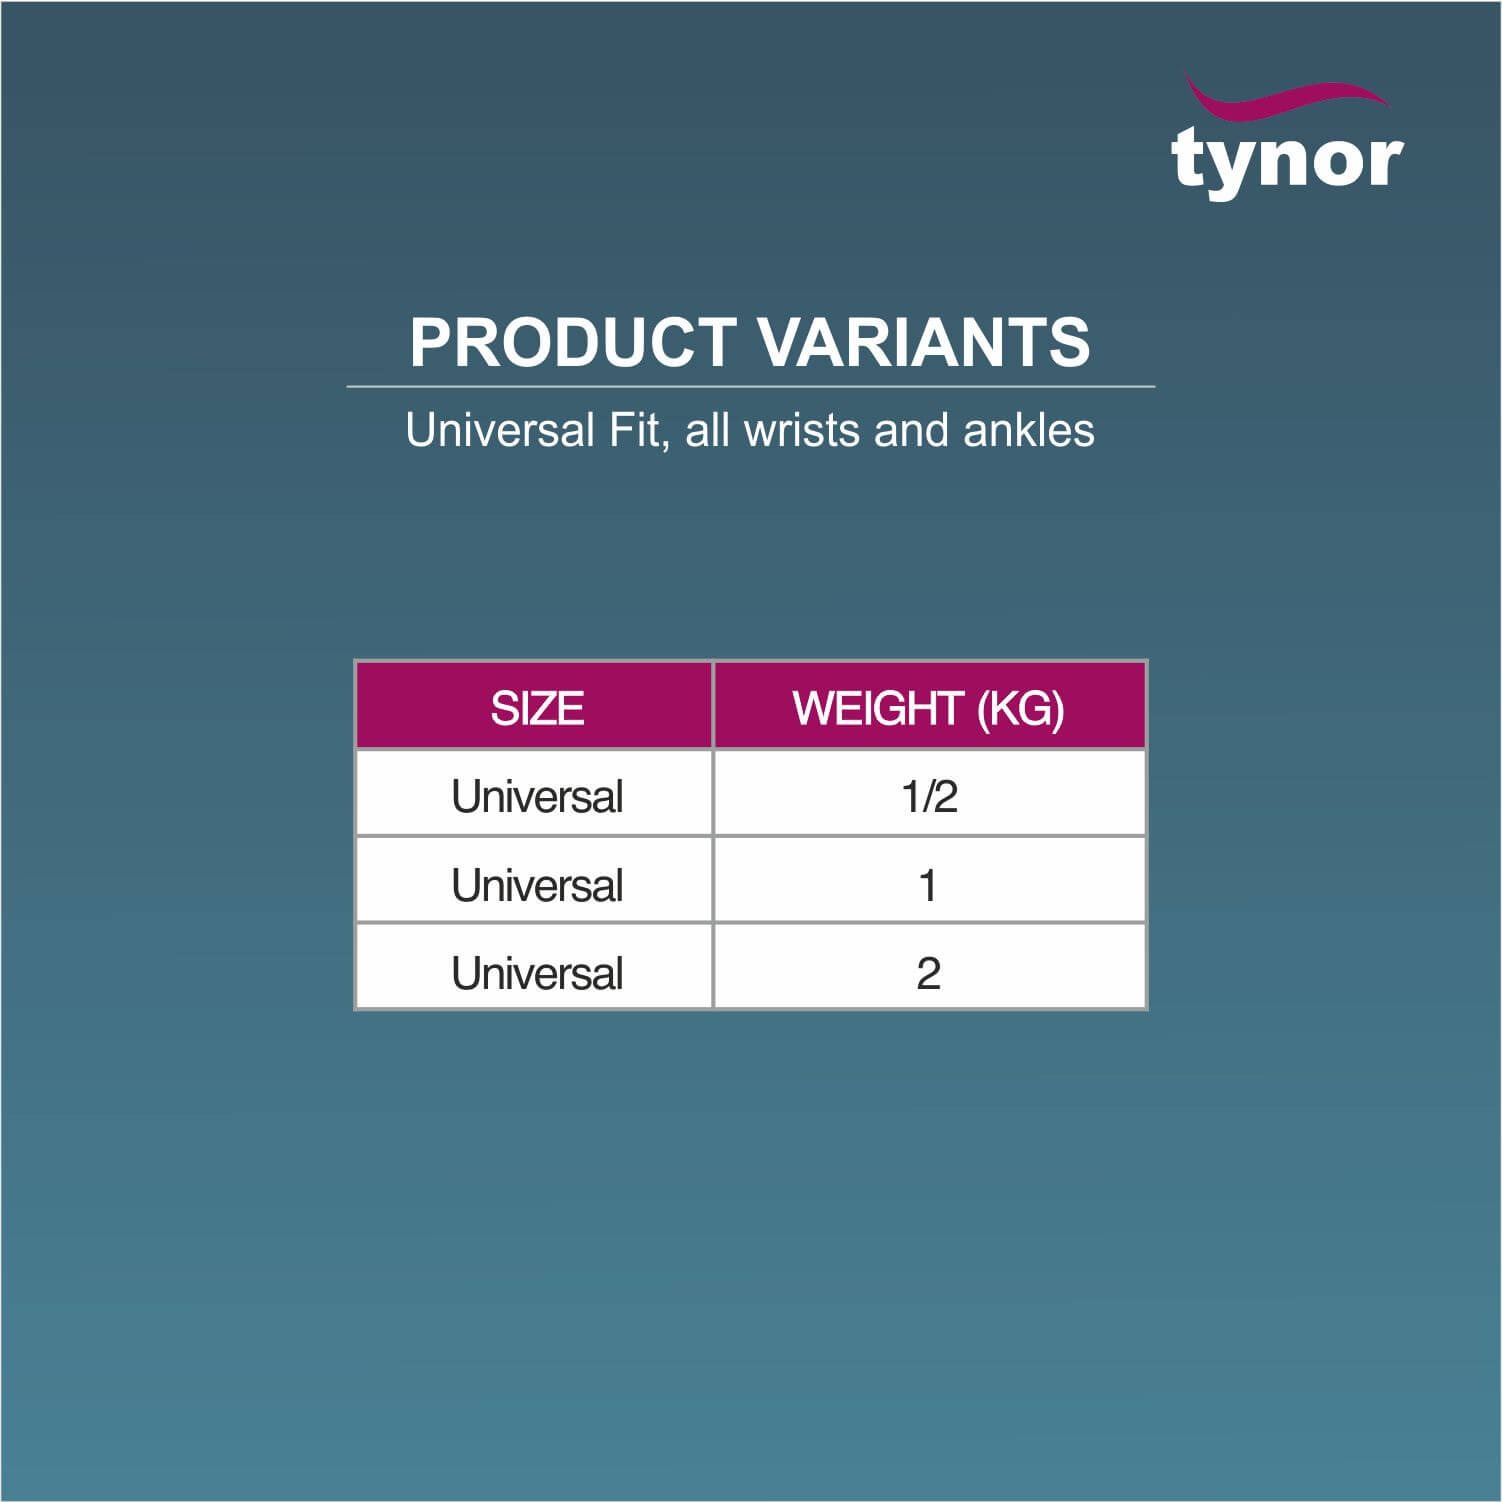 tynor
PRODUCT VARIANTS
Universal Fit, all wrists and ankles
SIZE WEIGHT (KG)
Universal 1/2
Universal 1
Universal 2